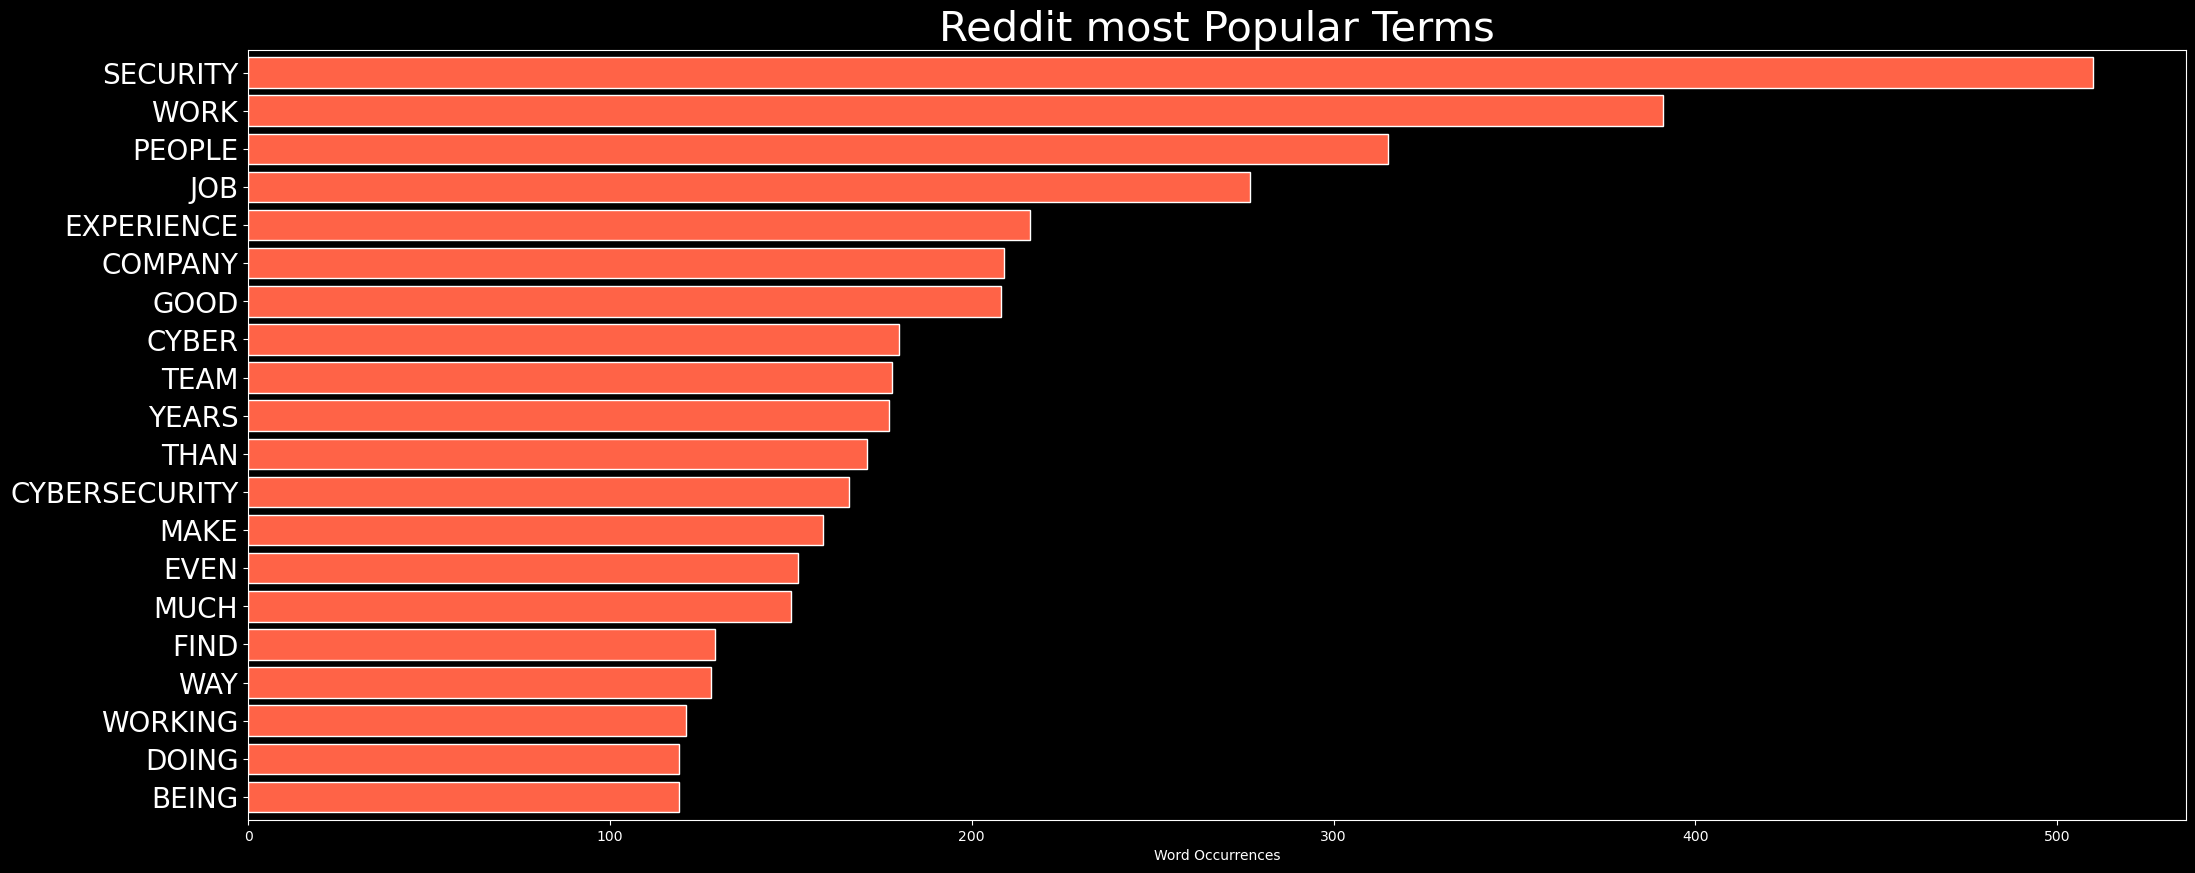 Reddit most Popular Terms
SECURITY
WORK
PEOPLE
JOB
EXPERIENCE
COMPANY
GOOD
CYBER
TEAM
YEARS
THAN
CYBERSECURITY
MAKE
EVEN
MUCH
FIND
WAY
WORKING
DOING
BEING
0 100 200 300 400 500
Word Occurrences